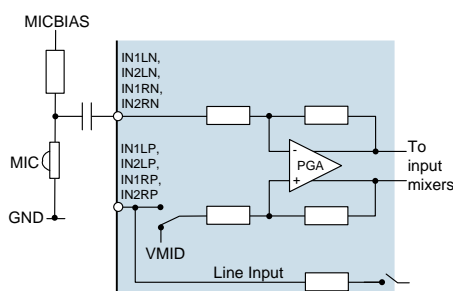 MICBIAS
IN1LN,
IN2LN,
IN1RN,
IN2RN
MIC
GND
IN1LP,
IN2LP,
IN1RP,
IN2RP
-
PGA
+
To
input
mixers
VMID
Line Input